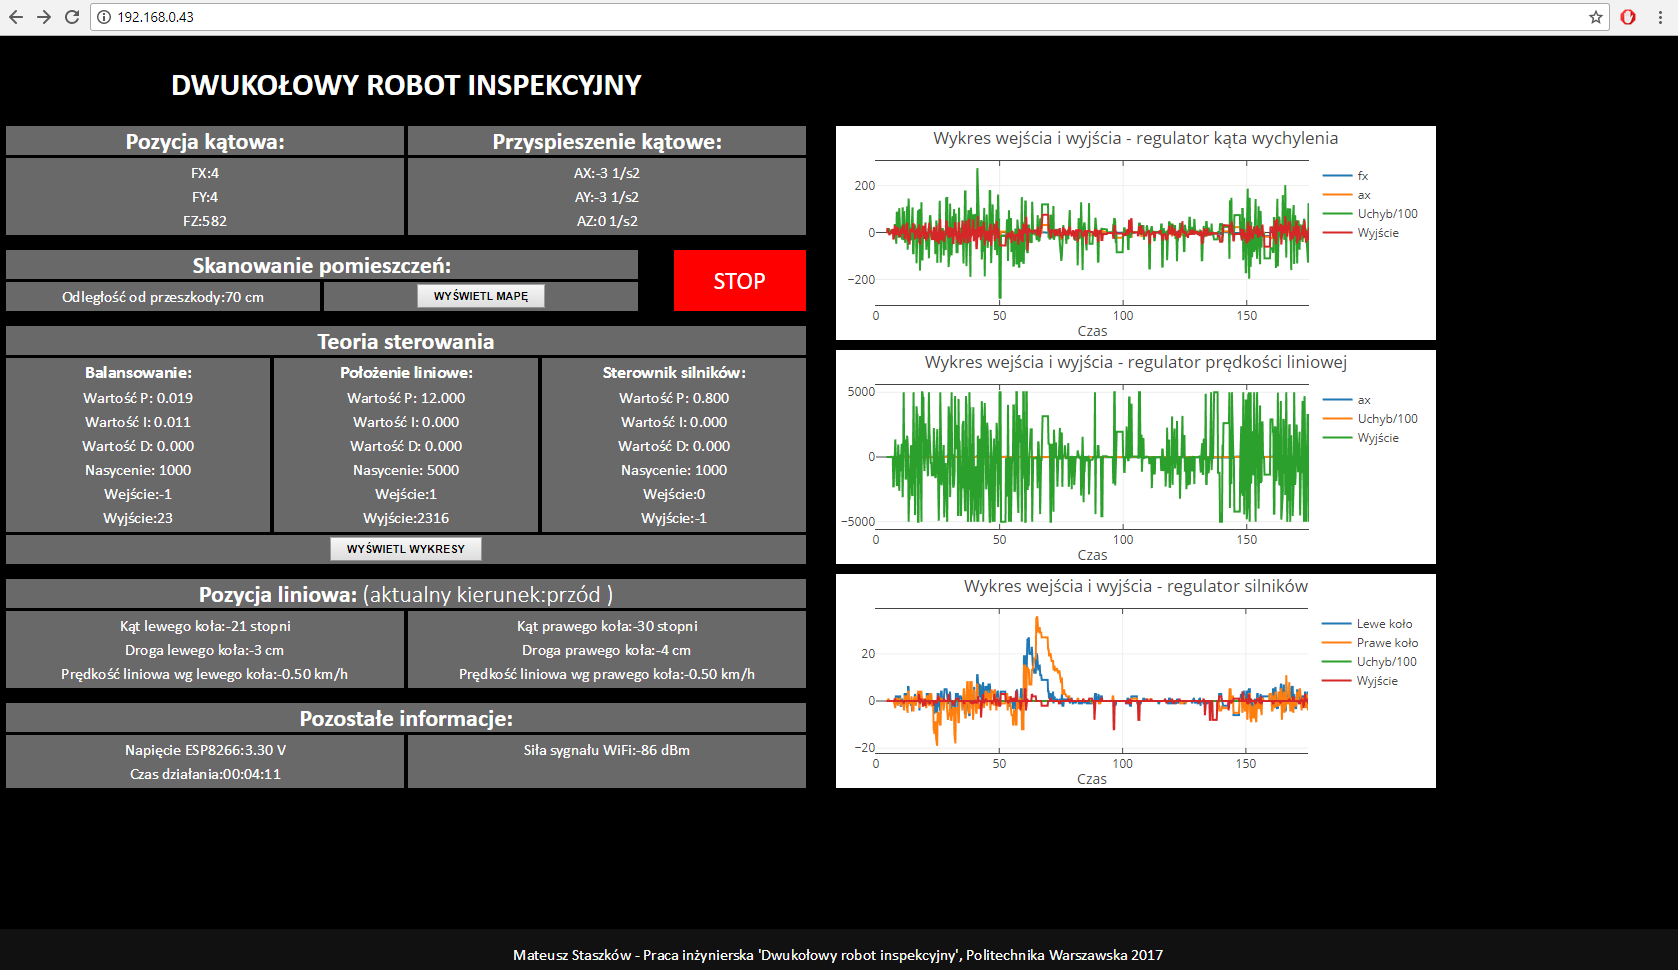 192.168.0.43
DWUKOŁOWY ROBOT INSPEKCYJNY
Pozycja kątowa:
FX:4
FY:4
FZ:582
Przyspieszenie kątowe:
AX:-3 1/s2
AY:-3 1/s2
AZ:0 1/s2
Skanowanie pomieszczeń:
Odległość od przeszkody:70 cm
WYŚWIETL MAPĘ
STOP
Teoria sterowania
Balansowanie:
Wartość P: 0.019
Wartość I: 0.011
Wartość D: 0.000
Nasycenie: 1000
Wejście:-1
Wyjście:23
Położenie liniowe:
Wartość P: 12.000
Wartość I: 0.000
Wartość D: 0.000
Nasycenie: 5000
Wejście:1
Wyjście:2316
Sterownik silników:
Wartość P: 0.800
Wartość I: 0.000
Wartość D: 0.000
Nasycenie: 1000
Wejście:0
Wyjście:-1
WYŚWIETL WYKRESY
Pozycja liniowa: (aktualny kierunek:przód )
Kąt lewego koła:-21 stopni
Droga lewego koła:-3 cm
Prędkość liniowa wg lewego koła:-0.50 km/h
Kąt prawego koła:-30 stopni
Droga prawego koła:-4 cm
Prędkość liniowa wg prawego koła:-0.50 km/h
Pozostałe informacje:
Napięcie ESP8266:3.30 V
Czas działania:00:04:11
Siła sygnału WiFi:-86 dBm
Wykres wejścia i wyjścia - regulator kąta wychylenia
200
0
−200
0 50 100 150
Czas
fx
ax
Uchyb/100
Wyjście
Wykres wejścia i wyjścia - regulator prędkości liniowej
5000
0
−5000
0 50 100 150
Czas
ax
Uchyb/100
Wyjście
Wykres wejścia i wyjścia - regulator silników
20
0
−20
0 50 100 150
Czas
Lewe koło
Prawe koło
Uchyb/100
Wyjście
Mateusz Staszków - Praca inżynierska 'Dwukołowy robot inspekcyjny', Politechnika Warszawska 2017